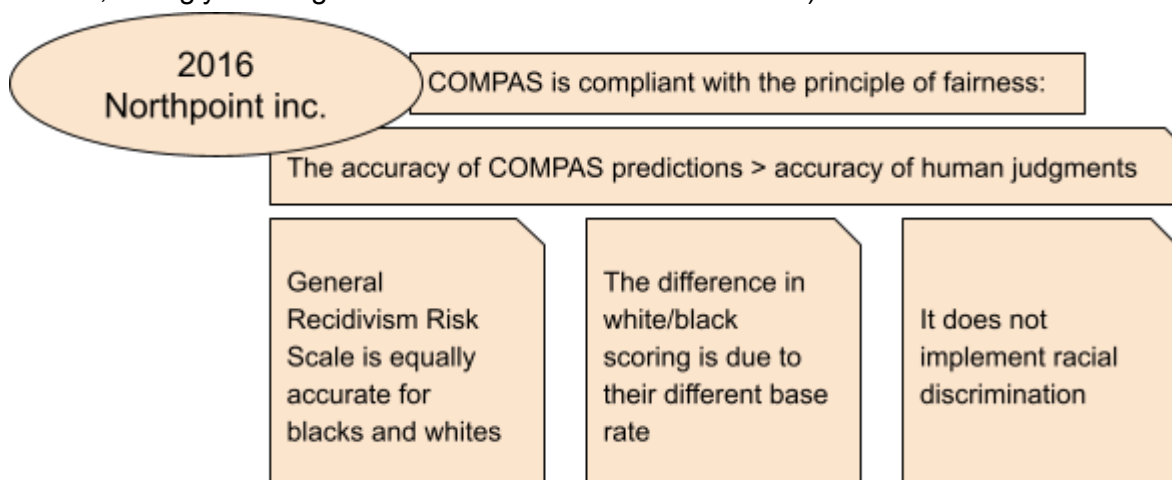 2016
Northpoint inc.
COMPAS is compliant with the principle of fairness:
The accuracy of COMPAS predictions > accuracy of human judgments
General
Recidivism Risk
Scale is equally
accurate for
blacks and whites
The difference in
white/black
scoring is due to
their different base
rate
It does not
implement racial
discrimination